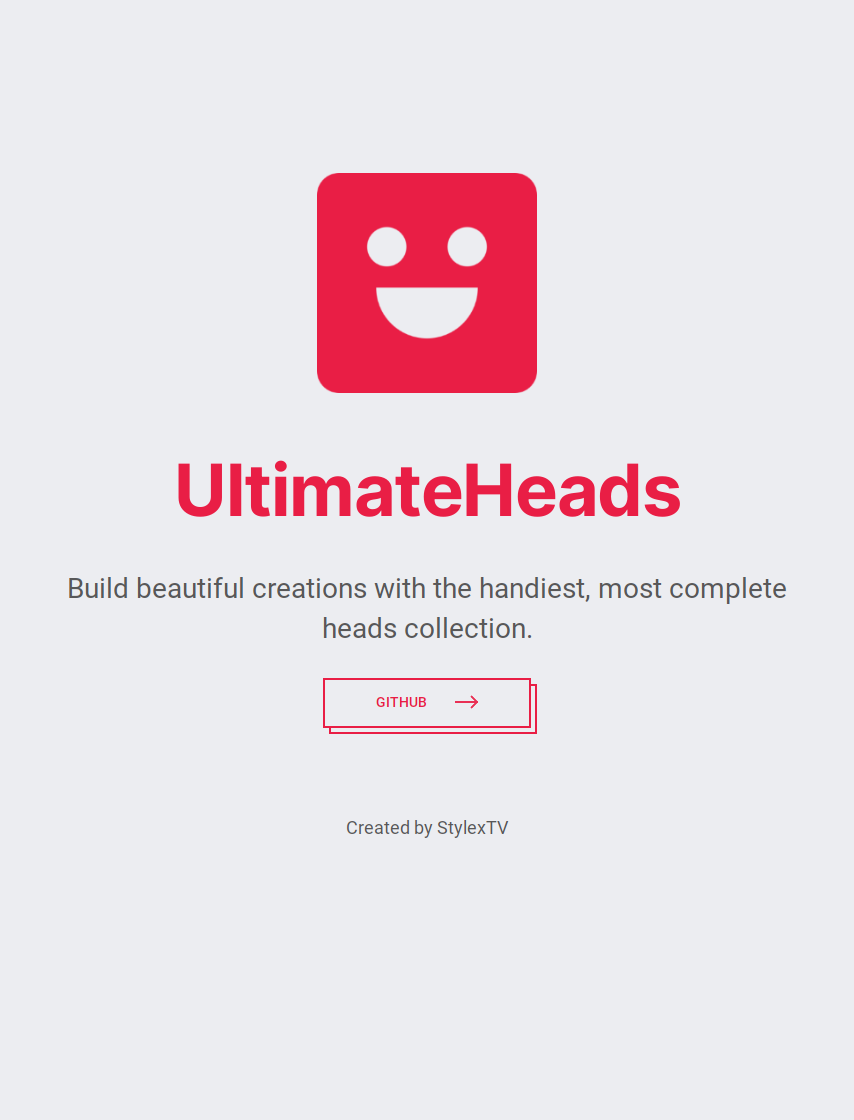 UltimateHeads
Build beautiful creations with the handiest, most complete
heads collection.
GITHUB
Created by StylexTV